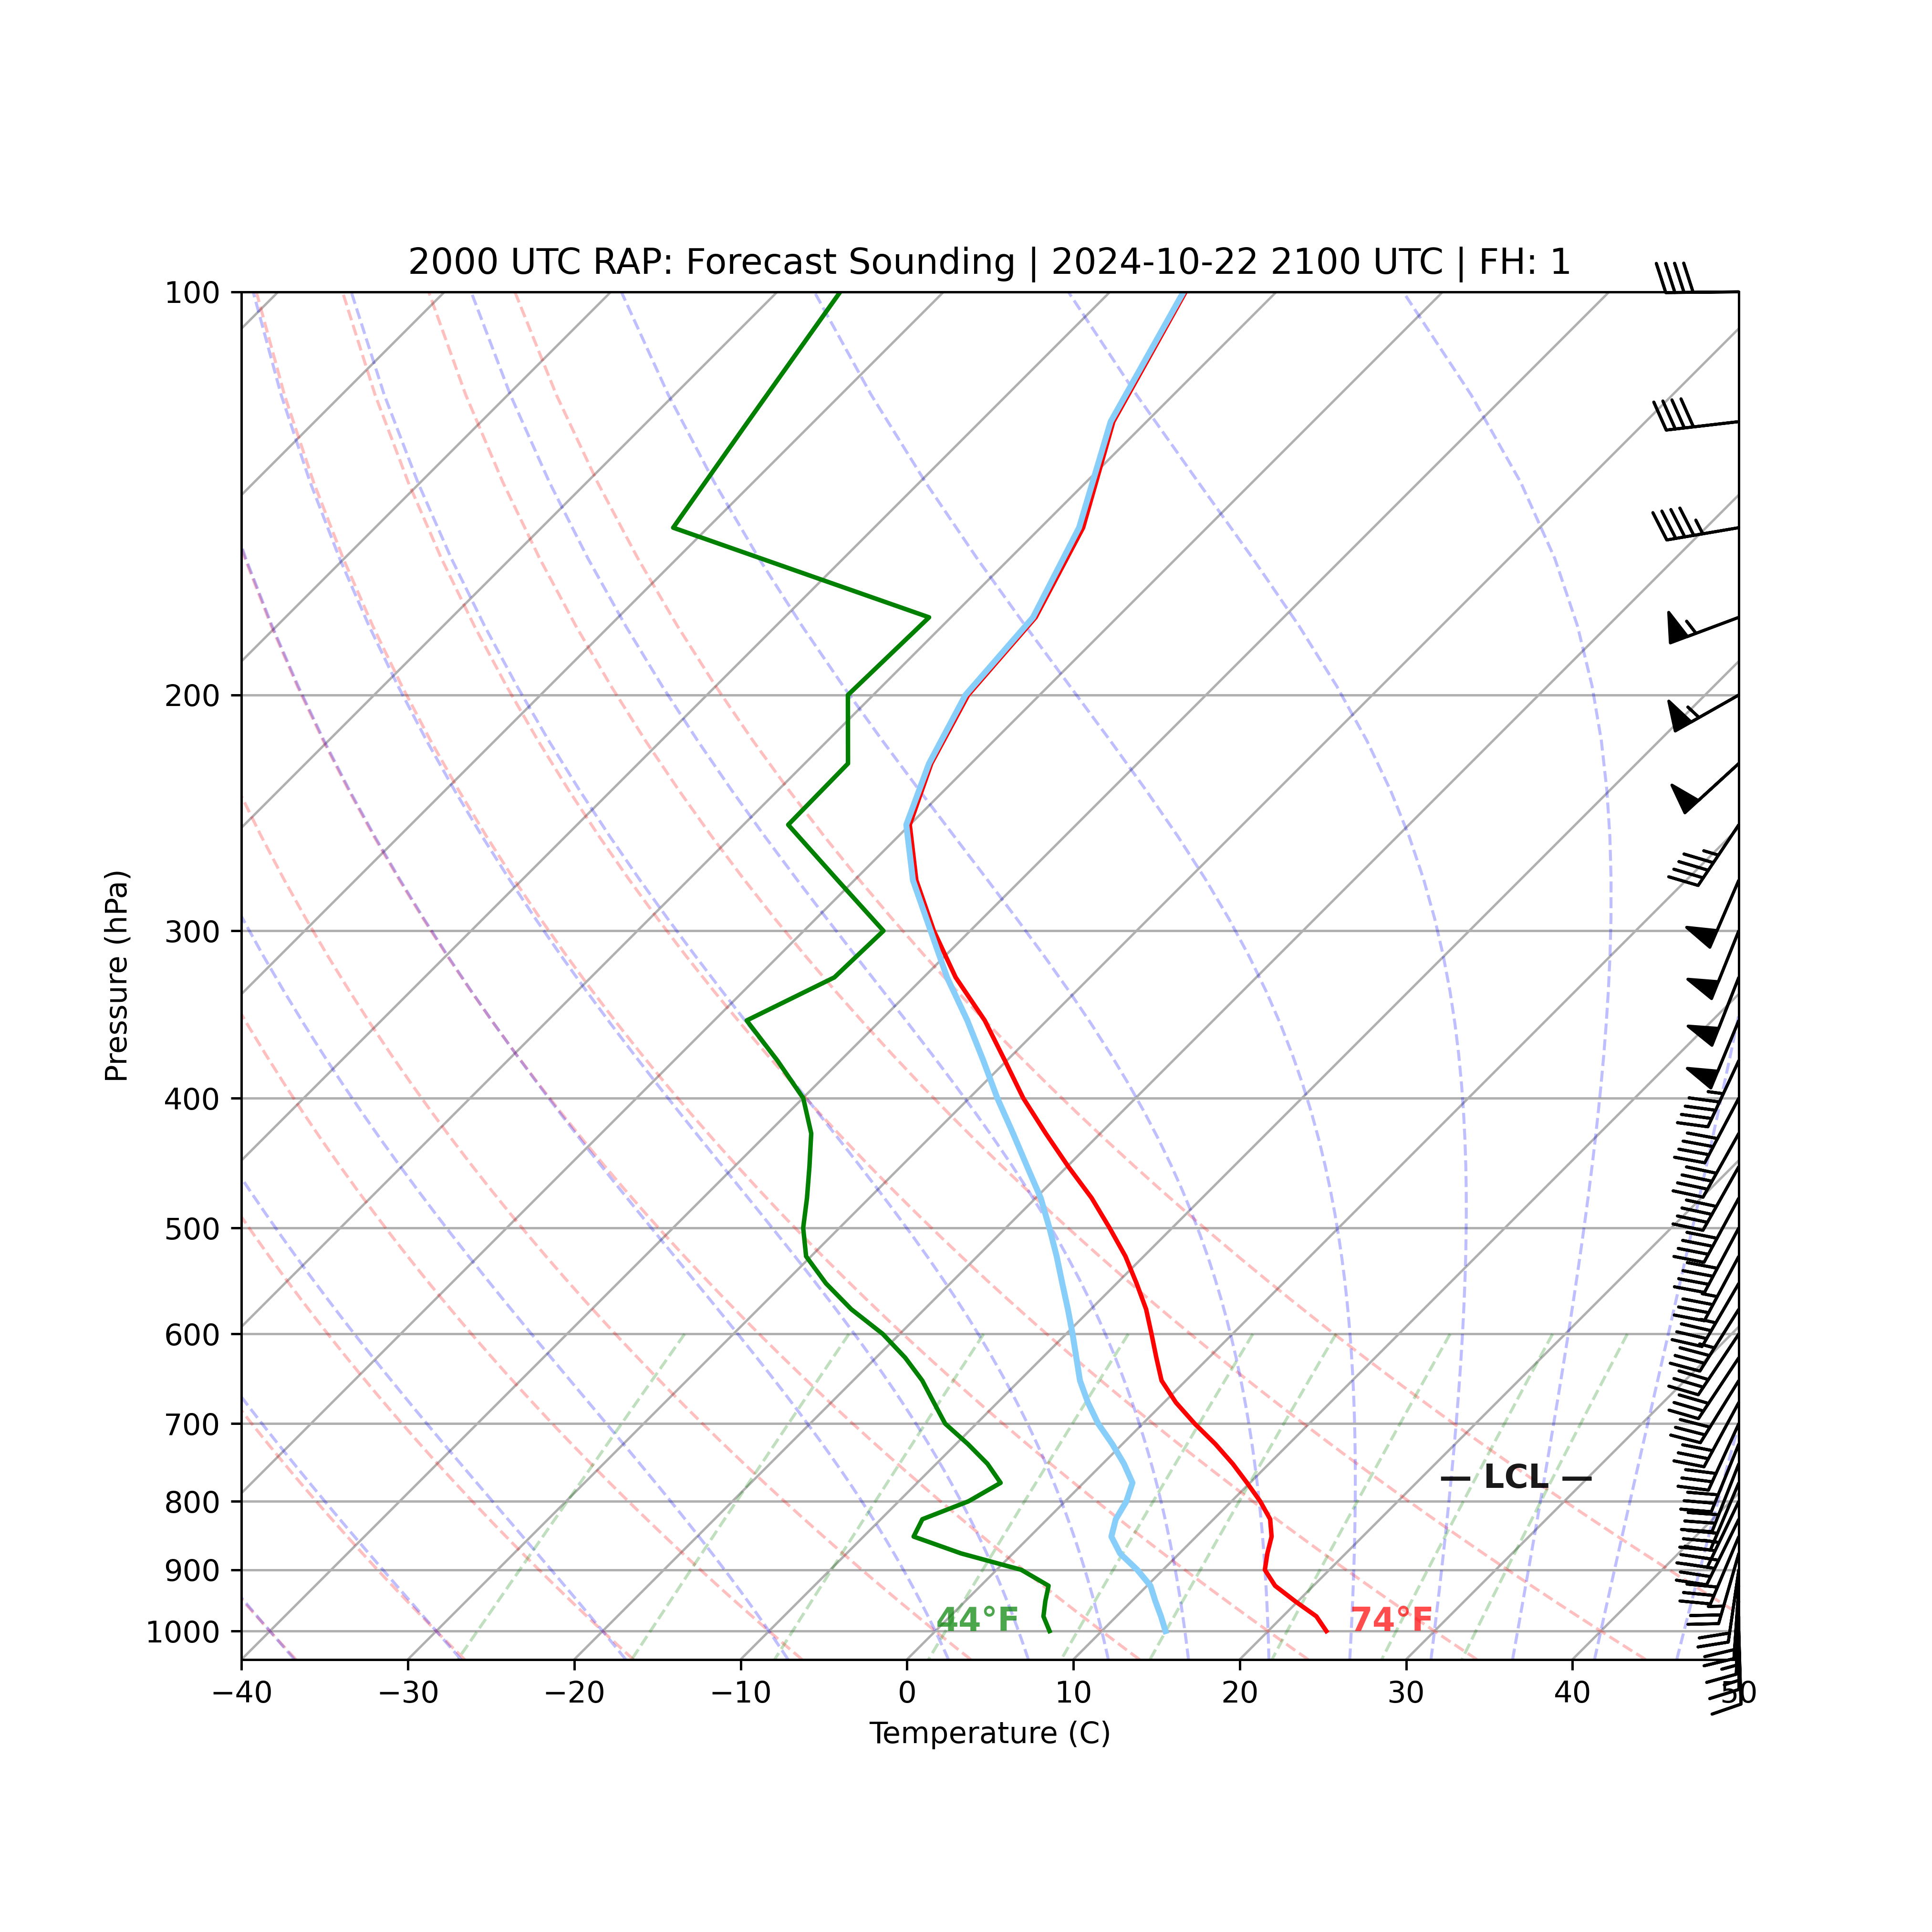 2000 UTC RAP: Forecast Sounding | 2024-10-22 2100 UTC | FH: 1
100
200
300
400
500
600
700
800
900
1000
Pressure (hPa)
— LCL —
44°F
74°F
−40 −30 −20 −10 0 10 20 30 40 50
Temperature (C)